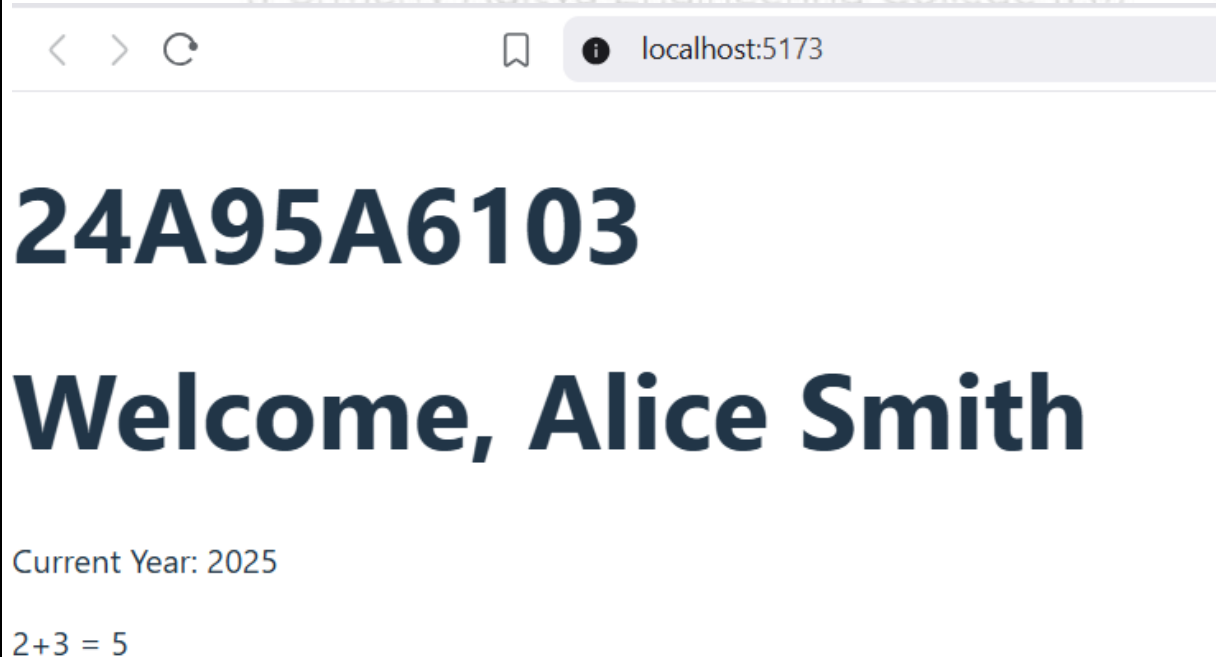 localhost:5173
24A95A6103
Welcome, Alice Smith
Current Year: 2025
2+3 = 5